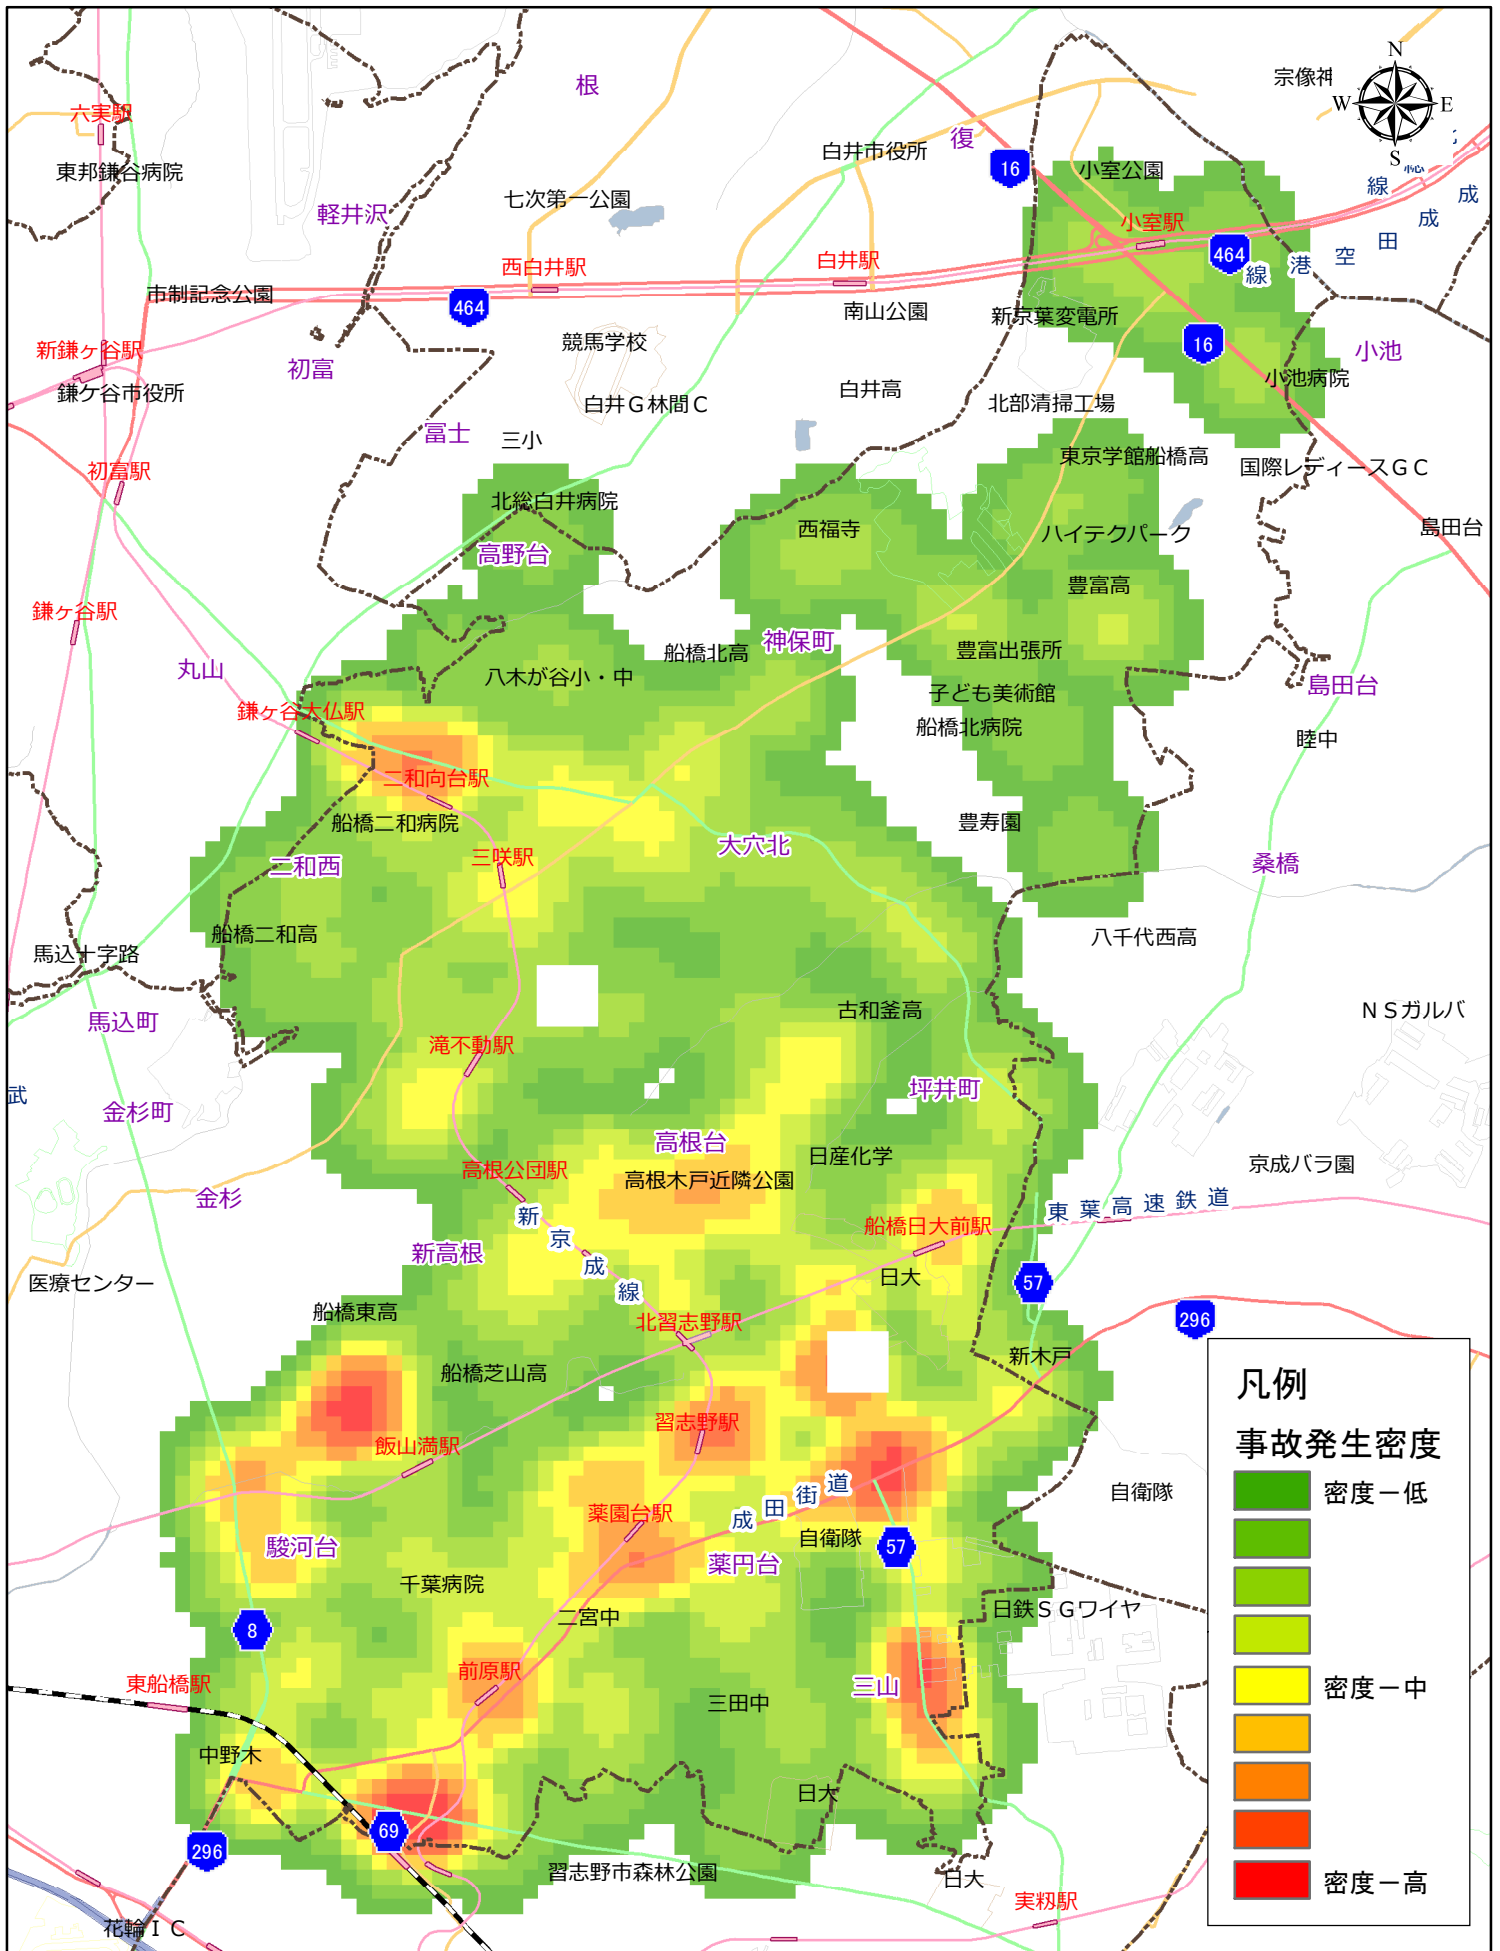 根
宗像神
N
W
E
S
六実駅
東邦鎌谷病院
白井市役所
復
16
小室公園
線
成
軽井沢
七次第一公園
小室駅
成
田
空
港
線
464
西白井駅
白井駅
市制記念公園
464
南山公園
新京葉変電所
新鎌ヶ谷駅
初富
競馬学校
16
小池
鎌ケ谷市役所
白井G林間C
白井高
小池病院
北部清掃工場
冨士
三小
東京学館船橋高
国際レディースGC
初富駅
北総白井病院
西福寺
ハイテクパーク
島田台
高野台
豊富高
鎌ヶ谷駅
神保町
船橋北高
豊富出張所
丸山
八木が谷小・中
子ども美術館
島田台
鎌ヶ谷大仏駅
船橋北病院
睦中
二和向台駅
船橋二和病院
豊寿園
三咲駅
大穴北
二和西
桑橋
船橋二和高
八千代西高
馬込十字路
馬込町
古和釜高
NSガルバ
滝不動駅
武
金杉町
坪井町
高根台
日産化学
高根公団駅
高根木戸近隣公園
京成バラ園
金杉
新京成線
船橋日大前駅
東葉高速鉄道
新高根
医療センター
日大
57
船橋東高
北習志野駅
296
船橋芝山高
新木戸
凡例
習志野駅
事故発生密度
飯山満駅
密度－低
自衛隊
薬園台駅
成田街道
自衛隊
57
駿河台
薬円台
千葉病院
二宮中
日鉄SGワイヤ
8
前原駅
三山
密度－中
東船橋駅
三田中
中野木
日大
69
296
習志野市森林公園
日大
密度－高
実籾駅
花輪IC